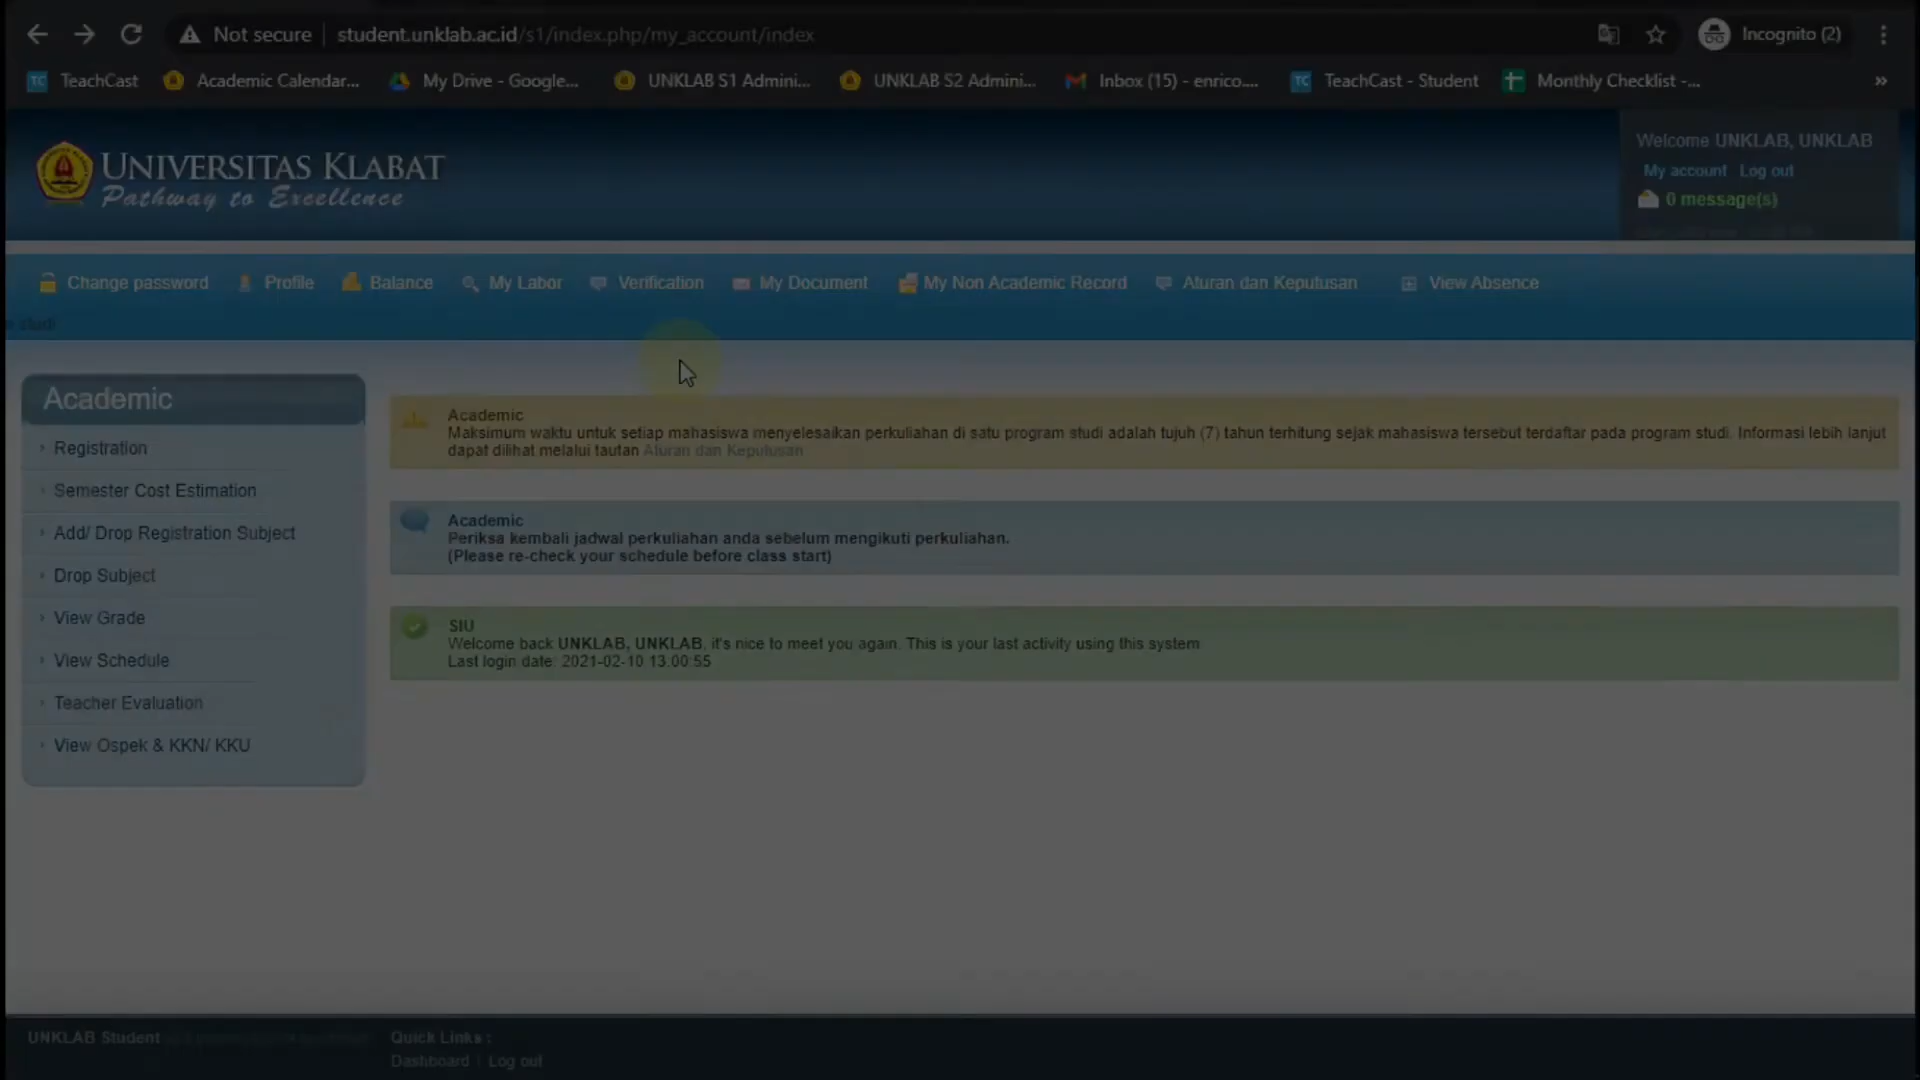 Not secure student.unklab.ac.id/s1/index.php/my_account/index Incognito (2)
TeachCast Academic Calendar... My Drive - Google... UNKLAB S1 Admini... UNKLAB S2 Admini... Inbox (15) - enrico.... TeachCast - Student Monthly Checklist -... »
UNIVERSITAS KLABAT
Pathway to Excellence
Welcome UNKLAB, UNKLAB
My account Log out
0 message(s)
Change password Profile Balance My Labor Verification My Document My Non Academic Record Aturan dan Keputusan View Absence
studi
Academic
Registration
Semester Cost Estimation
Add/ Drop Registration Subject
Drop Subject
View Grade
View Schedule
Teacher Evaluation
View Ospek & KKN/ KKU
Academic
Maksimum waktu untuk setiap mahasiswa menyelesaikan perkuliahan di satu program studi adalah tujuh (7) tahun terhitung sejak mahasiswa tersebut terdaftar pada program studi. Informasi lebih lanjut
dapat dilihat melalui tautan Aturan dan Keputusan
Academic
Periksa kembali jadwal perkuliahan anda sebelum mengikuti perkuliahan.
(Please re-check your schedule before class start)
SIU
Welcome back UNKLAB, UNKLAB, it's nice to meet you again. This is your last activity using this system
Last login date: 2021-02-10 13:00:55
UNKLAB Student
Quick Links :
Dashboard | Log out